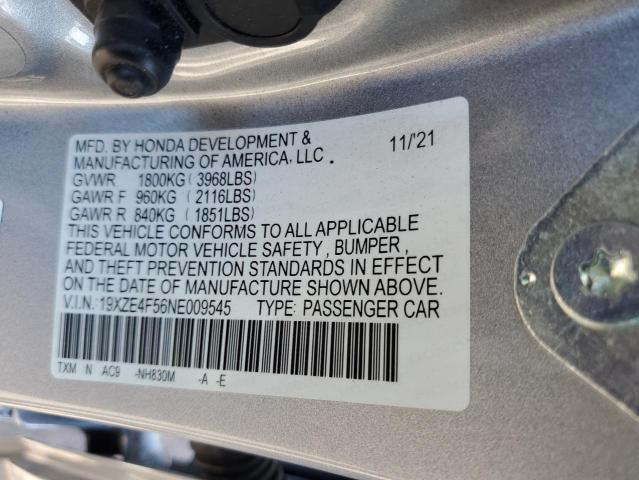 MFD. BY HONDA DEVELOPMENT &
MANUFACTURING OF AMERICA, LLC . 11/'21
GVWR 1800KG ( 3968LBS)
GAWR F 960KG ( 2116LBS)
GAWR R 840KG ( 1851LBS)
THIS VEHICLE CONFORMS TO ALL APPLICABLE
FEDERAL MOTOR VEHICLE SAFETY , BUMPER ,
AND THEFT PREVENTION STANDARDS IN EFFECT
ON THE DATE OF MANUFACTURE SHOWN ABOVE.
V.I.N.: 19XZE4F56NE009545 TYPE: PASSENGER CAR
TXM N AC9 -NH830M -A -E